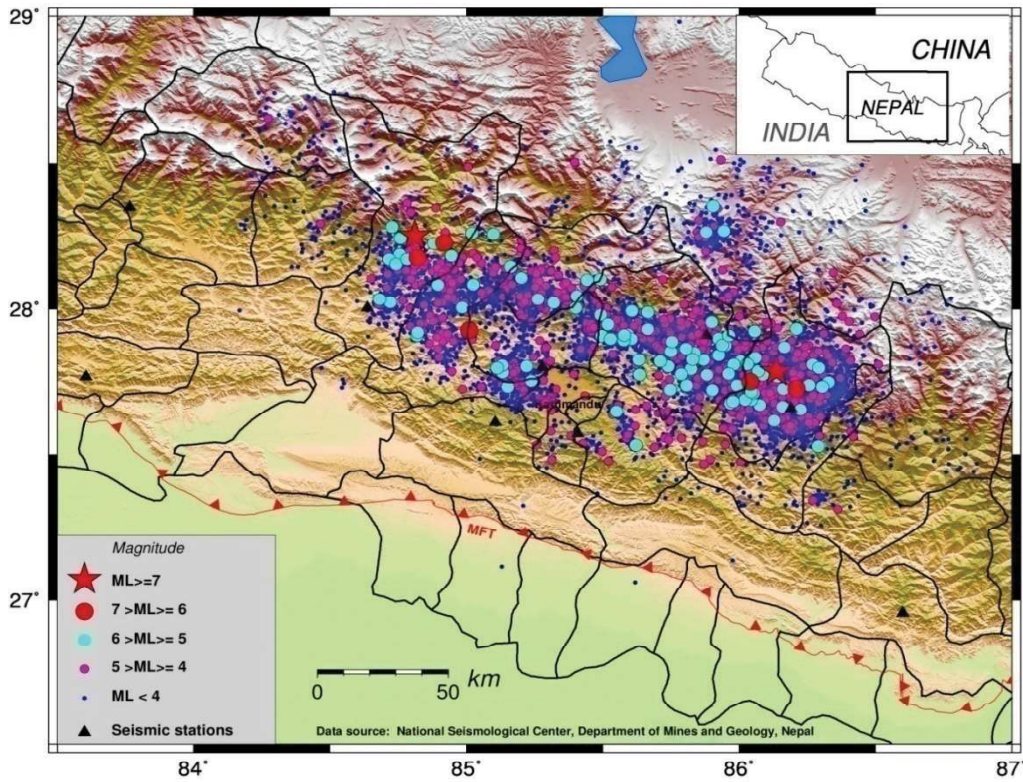 29°
CHINA
NEPAL
INDIA
28°
MFT
27°
Magnitude
ML>=7
7 >ML>= 6
6 >ML>= 5
5 >ML>= 4
ML < 4
Seismic stations
0 50 km
Data source: National Seismological Center, Department of Mines and Geology, Nepal
84° 85° 86° 87°